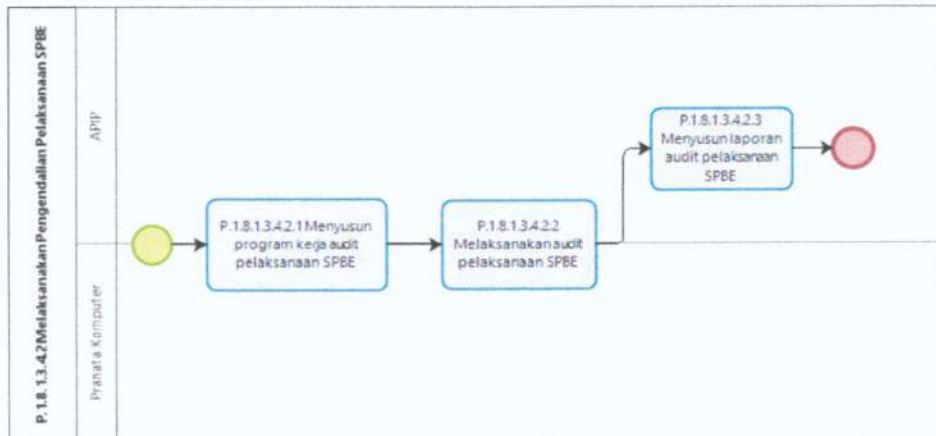 P.1.8.1.3.4.2 Melaksanakan Pengendalian Pelaksanaan SPBE
APIP
Pranata Komputer
P.1.8.1.3.4.2.1 Menyusun
program kerja audit
pelaksanaan SPBE
P.1.8.1.3.4.2.2
Melaksanakan audit
pelaksanaan SPBE
P.1.8.1.3.4.2.3
Menyusun laporan
audit pelaksanaan
SPBE